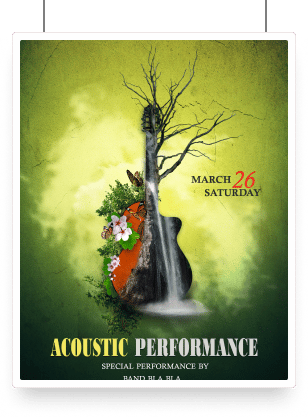 MARCH 26
SATURDAY
ACOUSTIC PERFORMANCE
SPECIAL PERFORMANCE BY
BAND BLA BLA